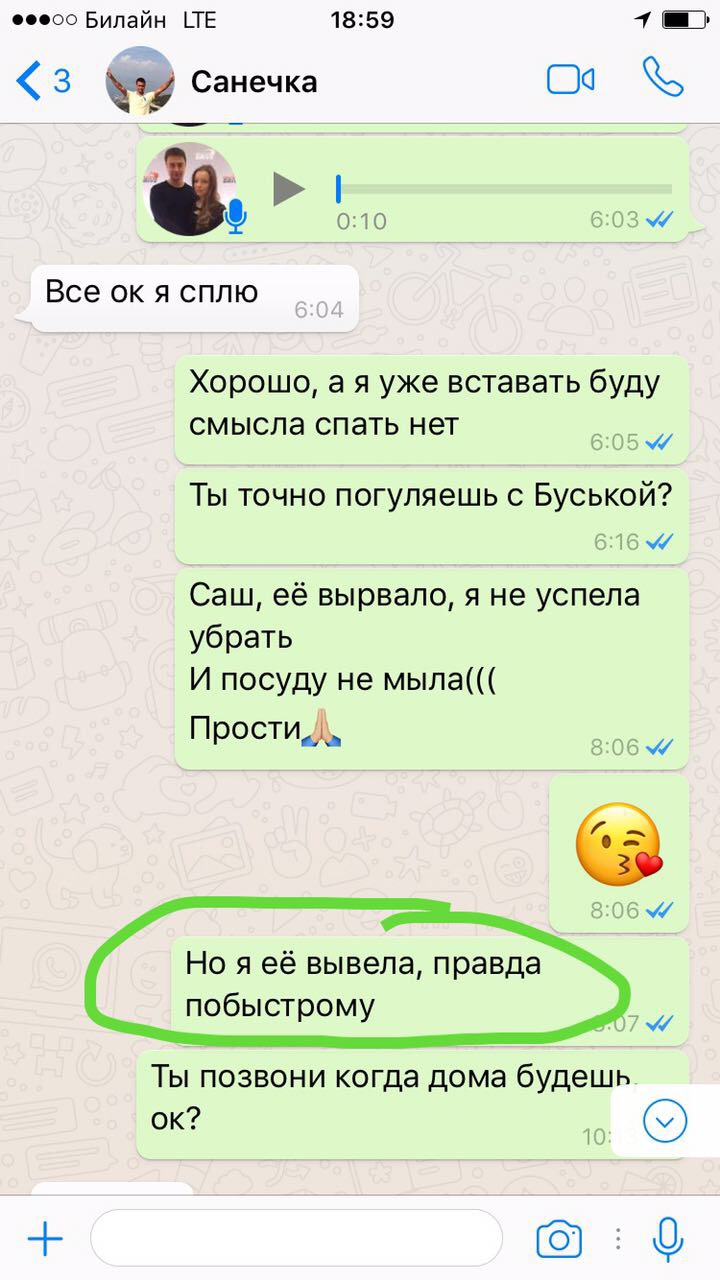 Билайн LTE 18:59
3 Санечка
0:10 6:03
Все ок я сплю
6:04
Хорошо, а я уже вставать буду
смысла спать нет
6:05
Ты точно погуляешь с Буськой?
6:16
Саш, её вырвало, я не успела
убрать
И посуду не мыла(((
Прости🙏🏼
8:06
😘
8:06
Но я её вывела, правда
побыстрому
:07
Ты позвони когда дома будешь,
ок?
10: